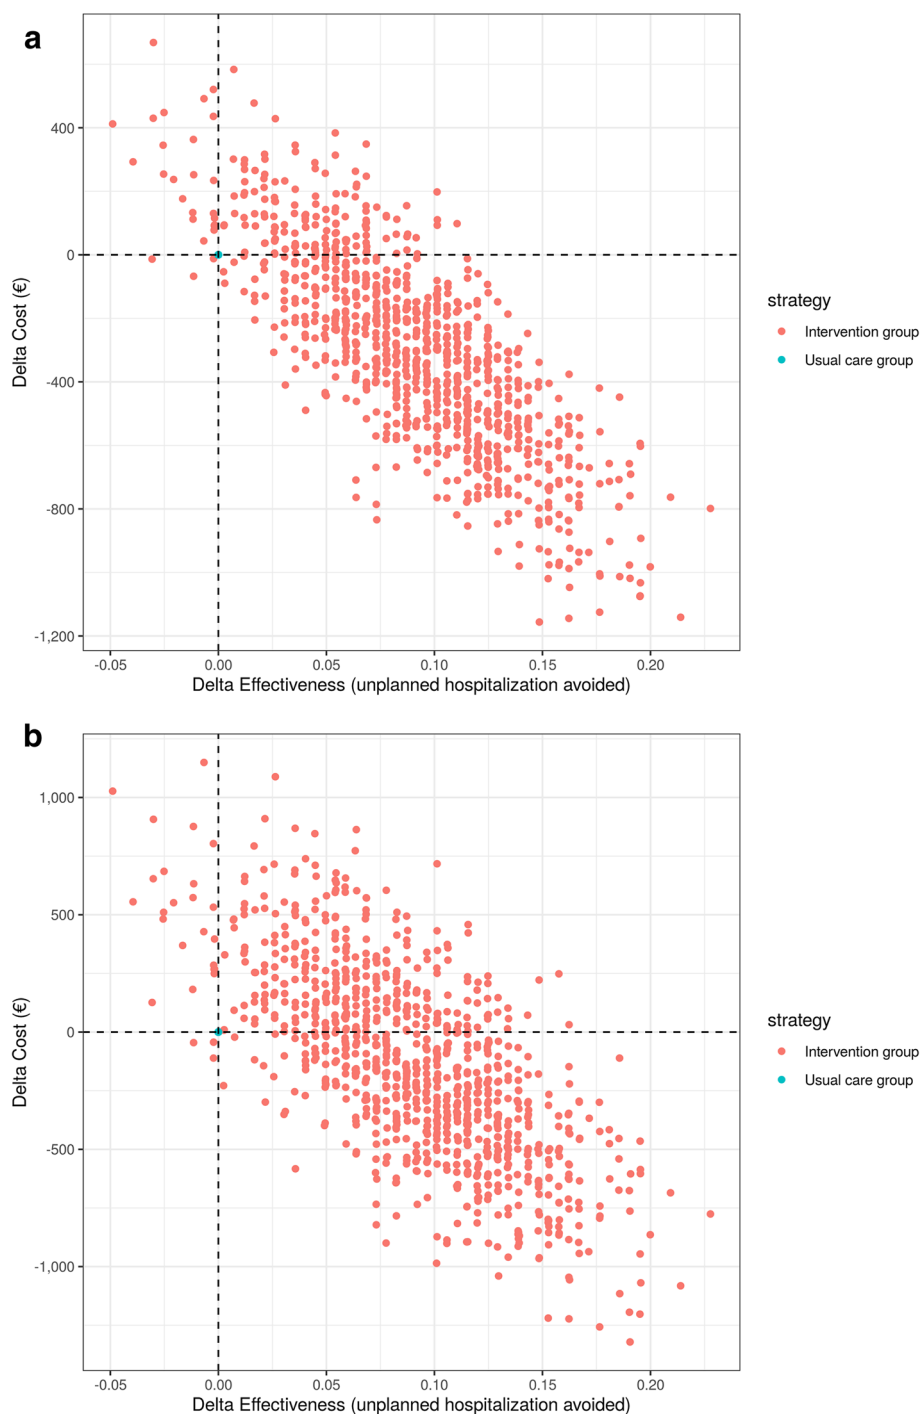 a
400
0
-400
-800
-1,200
Delta Cost (€)
-0.05 0.00 0.05 0.10 0.15 0.20
Delta Effectiveness (unplanned hospitalization avoided)
strategy
Intervention group
Usual care group
b
1,000
500
0
-500
-1,000
Delta Cost (€)
-0.05 0.00 0.05 0.10 0.15 0.20
Delta Effectiveness (unplanned hospitalization avoided)
strategy
Intervention group
Usual care group